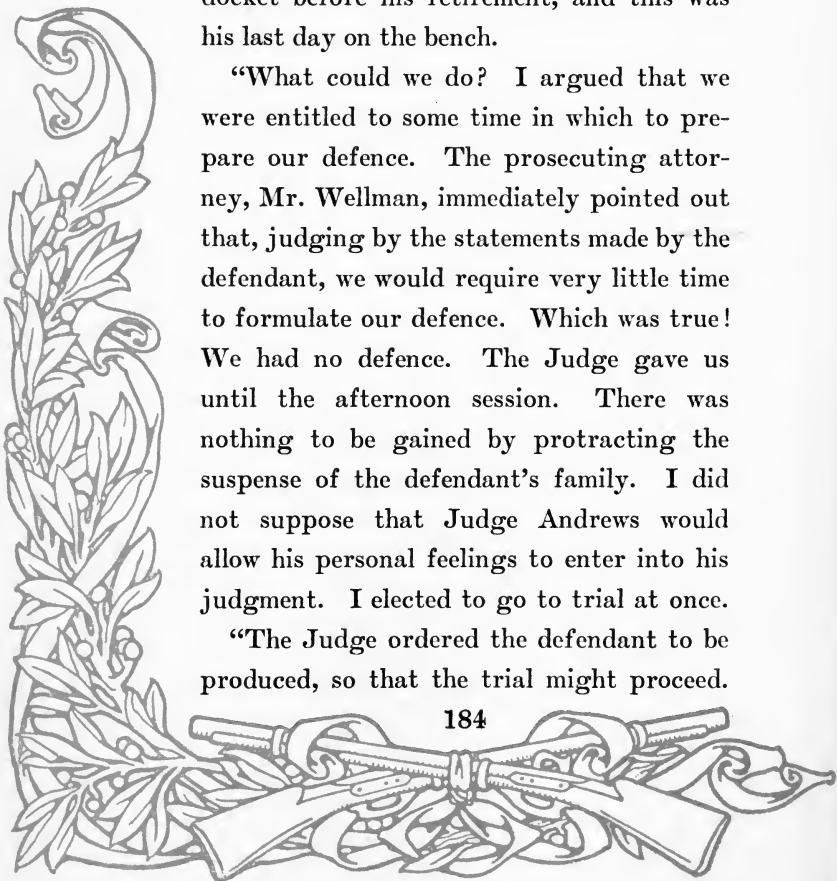 docket before his retirement, and this was
his last day on the bench.
“What could we do? I argued that we
were entitled to some time in which to pre-
pare our defence. The prosecuting attor-
ney, Mr. Wellman, immediately pointed out
that, judging by the statements made by the
defendant, we would require very little time
to formulate our defence. Which was true!
We had no defence. The Judge gave us
until the afternoon session. There was
nothing to be gained by protracting the
suspense of the defendant’s family. I did
not suppose that Judge Andrews would
allow his personal feelings to enter into his
judgment. I elected to go to trial at once.
“The Judge ordered the defendant to be
produced, so that the trial might proceed.
184